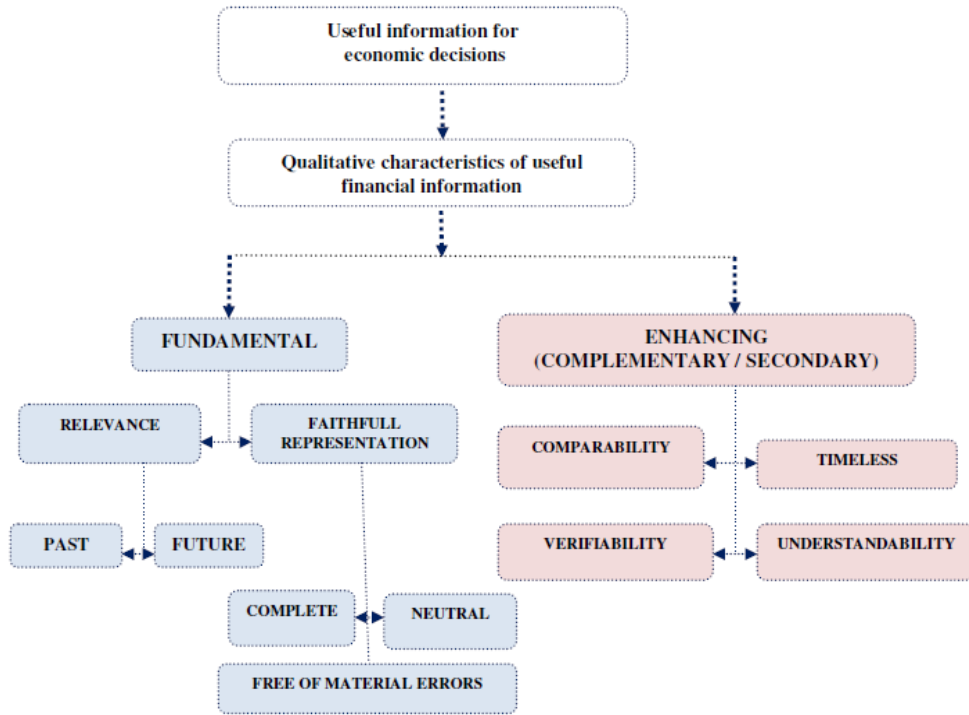 Useful information for
economic decisions
Qualitative characteristics of useful
financial information
FUNDAMENTAL
ENHANCING
(COMPLEMENTARY / SECONDARY)
RELEVANCE
FAITHFULL
REPRESENTATION
COMPARABILITY
TIMELESS
PAST
FUTURE
VERIFIABILITY
UNDERSTANDABILITY
COMPLETE
NEUTRAL
FREE OF MATERIAL ERRORS